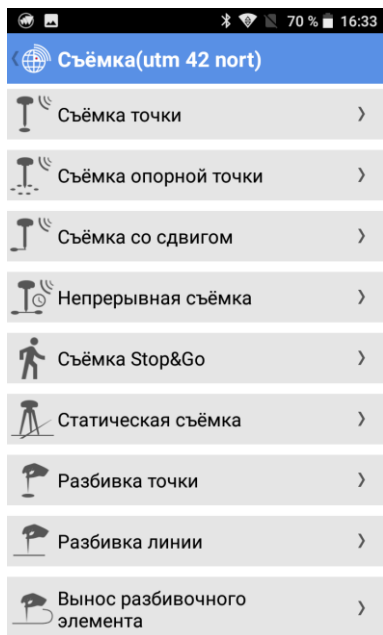 70 % 16:33
Съёмка(utm 42 nort)
Съёмка точки
Съёмка опорной точки
Съёмка со сдвигом
Непрерывная съёмка
Съёмка Stop&Go
Статическая съёмка
Разбивка точки
Разбивка линии
Вынос разбивочного
элемента